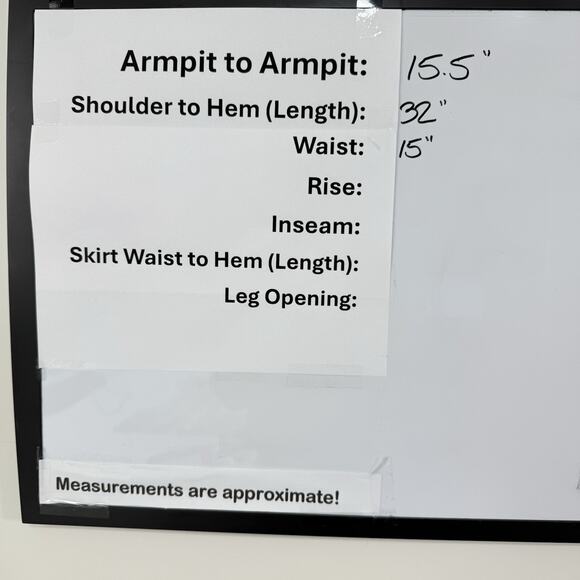 Armpit to Armpit: 15.5"
Shoulder to Hem (Length): 32"
Waist: 15"
Rise:
Inseam:
Skirt Waist to Hem (Length):
Leg Opening:
Measurements are approximate!